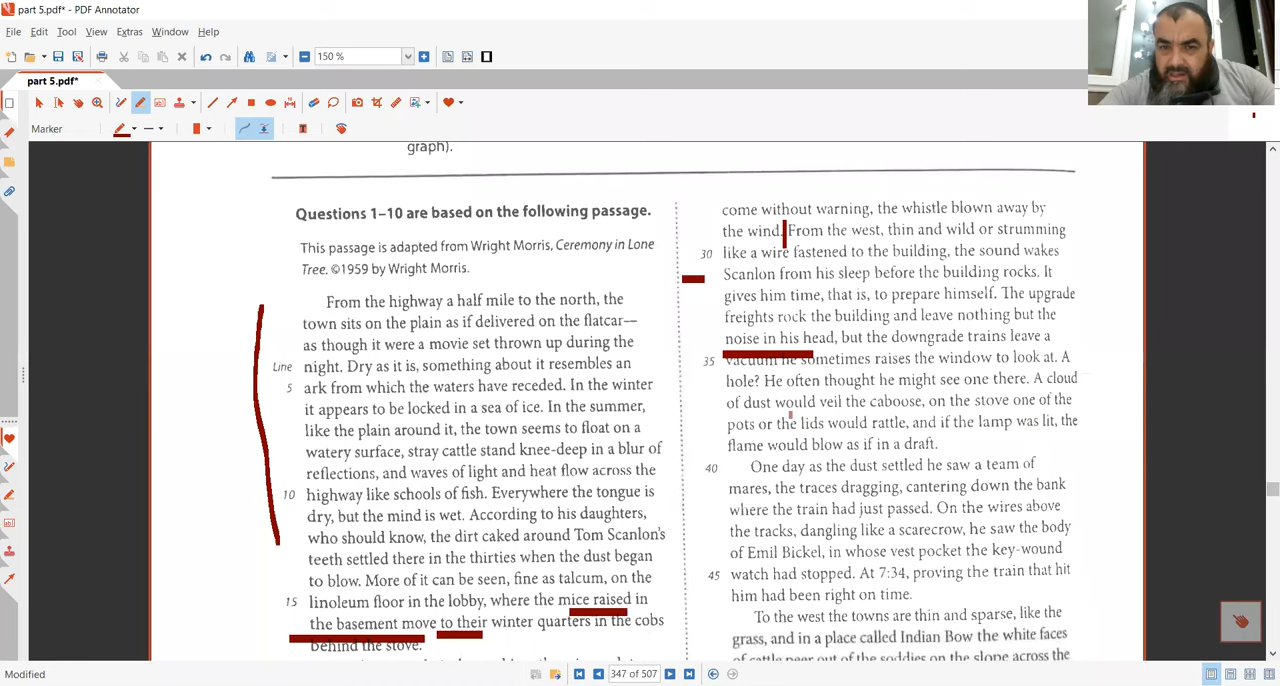 part 5.pdf* - PDF Annotator
File Edit Tool View Extras Window Help
150 %
part 5.pdf*
Marker
graph).
Questions 1–10 are based on the following passage.
This passage is adapted from Wright Morris, Ceremony in Lone
Tree. ©1959 by Wright Morris.
From the highway a half mile to the north, the
town sits on the plain as if delivered on the flatcar—
as though it were a movie set thrown up during the
Line night. Dry as it is, something about it resembles an
5 ark from which the waters have receded. In the winter
it appears to be locked in a sea of ice. In the summer,
like the plain around it, the town seems to float on a
watery surface, stray cattle stand knee-deep in a blur of
reflections, and waves of light and heat flow across the
10 highway like schools of fish. Everywhere the tongue is
dry, but the mind is wet. According to his daughters,
who should know, the dirt caked around Tom Scanlon's
teeth settled there in the thirties when the dust began
to blow. More of it can be seen, fine as talcum, on the
15 linoleum floor in the lobby, where the mice raised in
the basement move to their winter quarters in the cobs
behind the stove.
come without warning, the whistle blown away by
the wind. From the west, thin and wild or strumming
30 like a wire fastened to the building, the sound wakes
Scanlon from his sleep before the building rocks. It
gives him time, that is, to prepare himself. The upgrade
freights rock the building and leave nothing but the
noise in his head, but the downgrade trains leave a
35 vacuum he sometimes raises the window to look at. A
hole? He often thought he might see one there. A cloud
of dust would veil the caboose, on the stove one of the
pots or the lids would rattle, and if the lamp was lit, the
flame would blow as if in a draft.
40 One day as the dust settled he saw a team of
mares, the traces dragging, cantering down the bank
where the train had just passed. On the wires above
the tracks, dangling like a scarecrow, he saw the body
of Emil Bickel, in whose vest pocket the key-wound
45 watch had stopped. At 7:34, proving the train that hit
him had been right on time.
To the west the towns are thin and sparse, like the
grass, and in a place called Indian Bow the white faces
of cattle peer out of the soddies on the slope across the
Modified
347 of 507